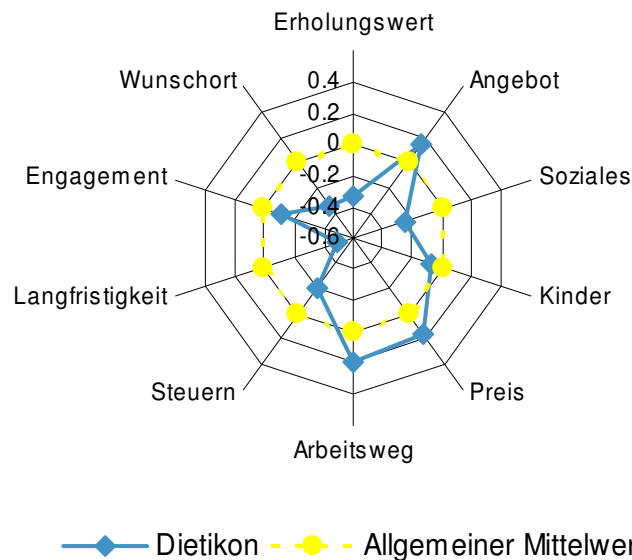 Erholungswert
Wunschort
Angebot
Engagement
Soziales
Langfristigkeit
Kinder
Steuern
Preis
Arbeitsweg
0.4
0.2
0
-0.2
-0.4
-0.6
Dietikon
Allgemeiner Mittelwer